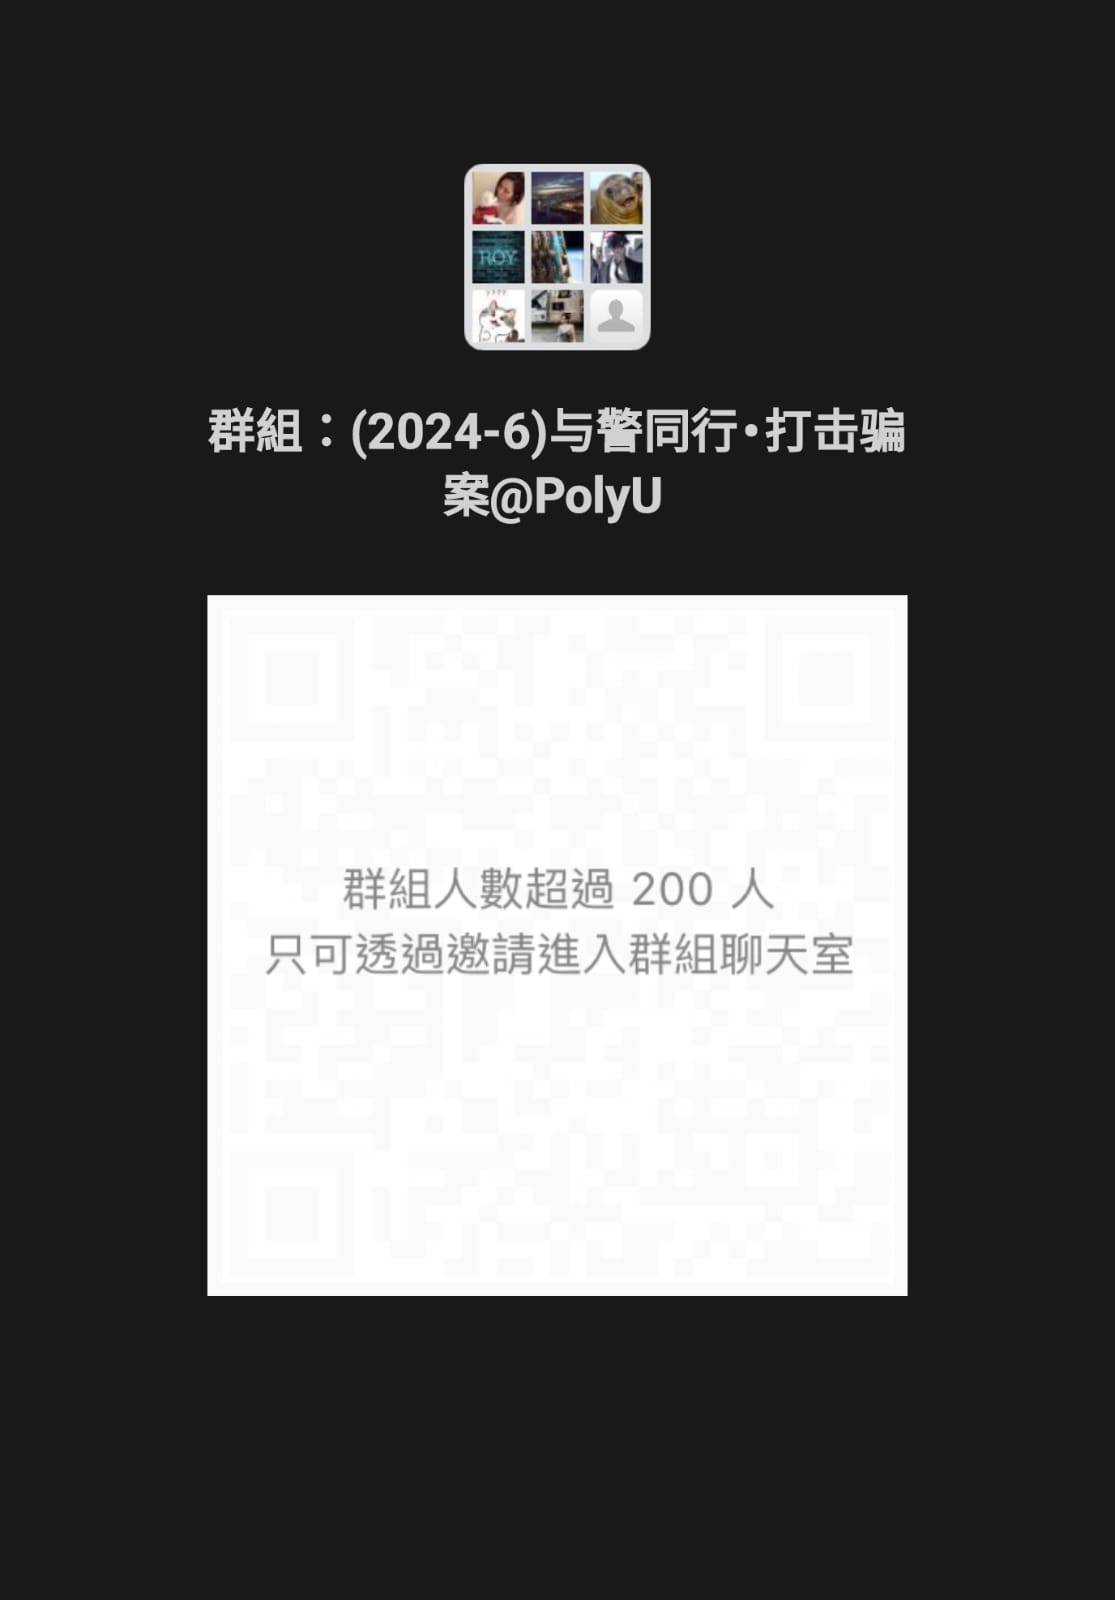 ROY
????
群組：(2024-6)与警同行•打击骗
案@PolyU
群組人數超過 200 人
只可透過邀請進入群組聊天室